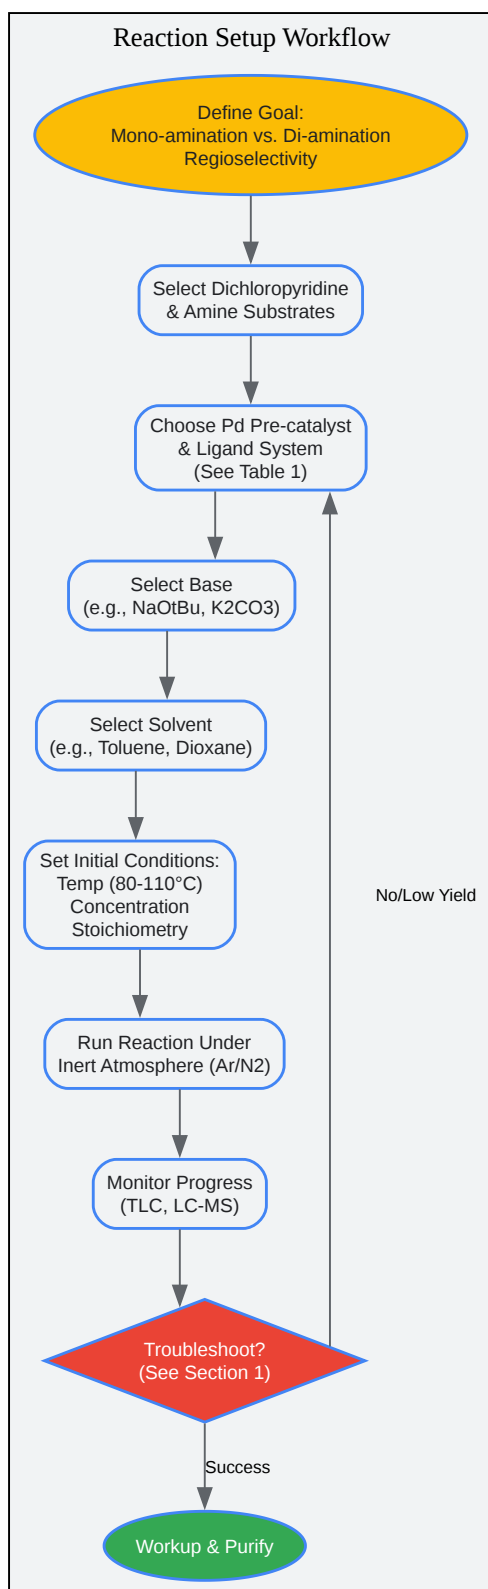 Reaction Setup Workflow
Define Goal:
Mono-amination vs. Di-amination
Regioselectivity
Select Dichloropyridine
& Amine Substrates
Choose Pd Pre-catalyst
& Ligand System
(See Table 1)
Select Base
(e.g., NaOtBu, K2CO3)
Select Solvent
(e.g., Toluene, Dioxane)
Set Initial Conditions:
Temp (80-110°C)
Concentration
Stoichiometry
No/Low Yield
Run Reaction Under
Inert Atmosphere (Ar/N2)
Monitor Progress
(TLC, LC-MS)
Troubleshoot?
(See Section 1)
Success
Workup & Purify